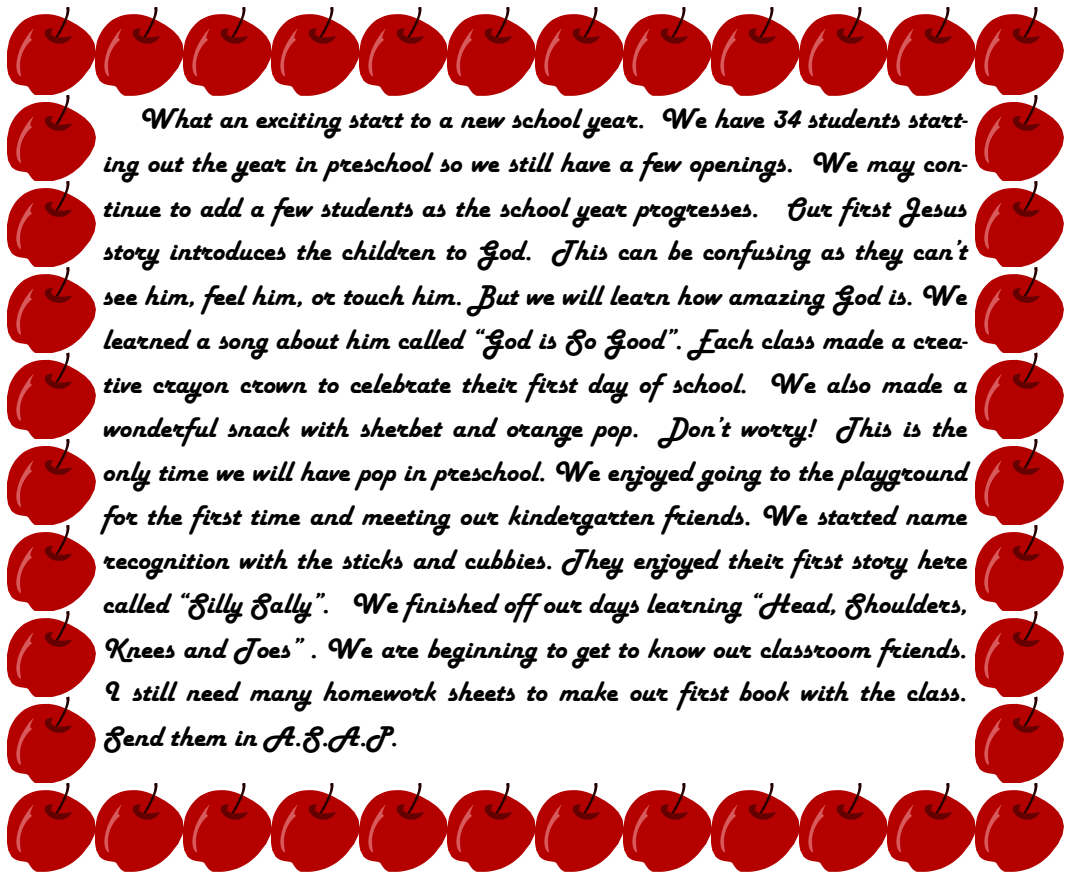 What an exciting start to a new school year. We have 34 students start-
ing out the year in preschool so we still have a few openings. We may con-
tinue to add a few students as the school year progresses. Our first Jesus
story introduces the children to God. This can be confusing as they can't
see him, feel him, or touch him. But we will learn how amazing God is. We
learned a song about him called “God is So Good”. Each class made a crea-
tive crayon crown to celebrate their first day of school. We also made a
wonderful snack with sherbet and orange pop. Don't worry! This is the
only time we will have pop in preschool. We enjoyed going to the playground
for the first time and meeting our kindergarten friends. We started name
recognition with the sticks and cubbies. They enjoyed their first story here
called “Silly Sally”. We finished off our days learning “Head, Shoulders,
Knees and Toes” . We are beginning to get to know our classroom friends.
I still need many homework sheets to make our first book with the class.
Send them in A.S.A.P.